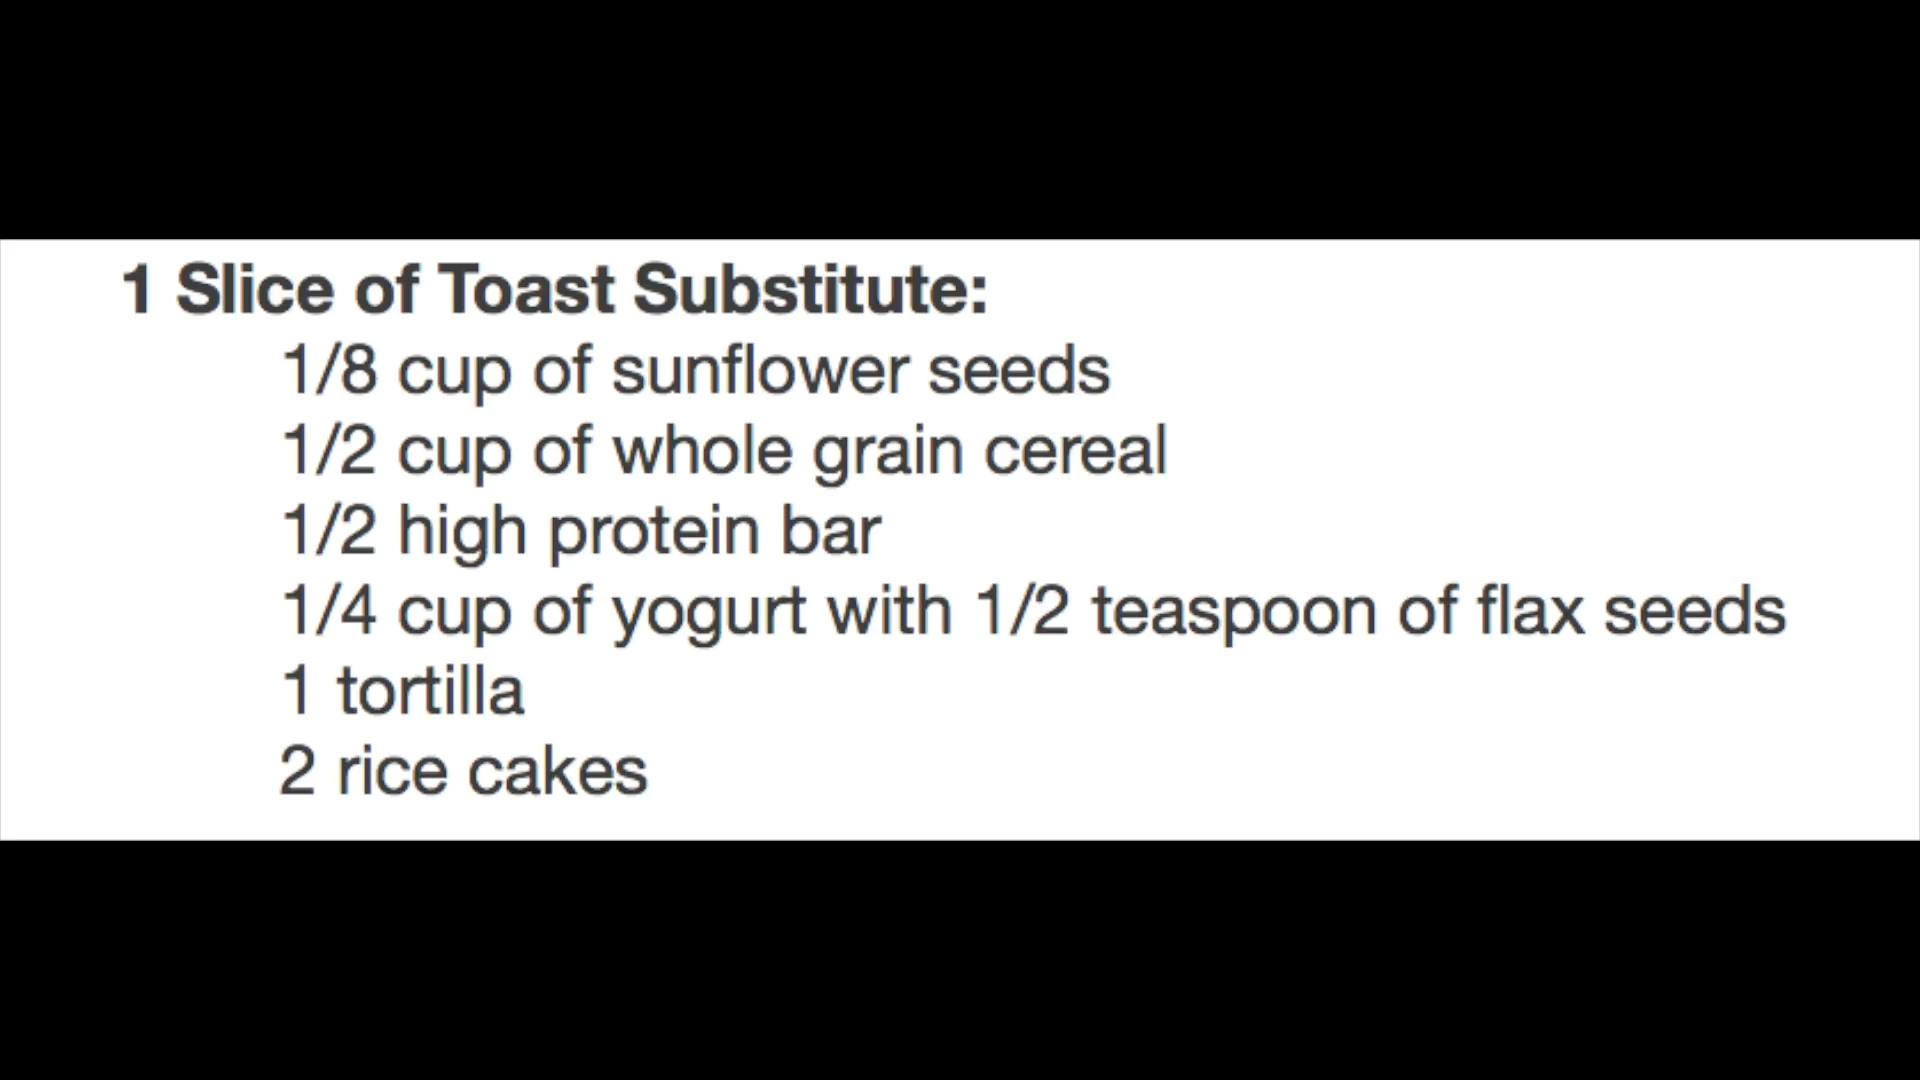 1 Slice of Toast Substitute:
1/8 cup of sunflower seeds
1/2 cup of whole grain cereal
1/2 high protein bar
1/4 cup of yogurt with 1/2 teaspoon of flax seeds
1 tortilla
2 rice cakes